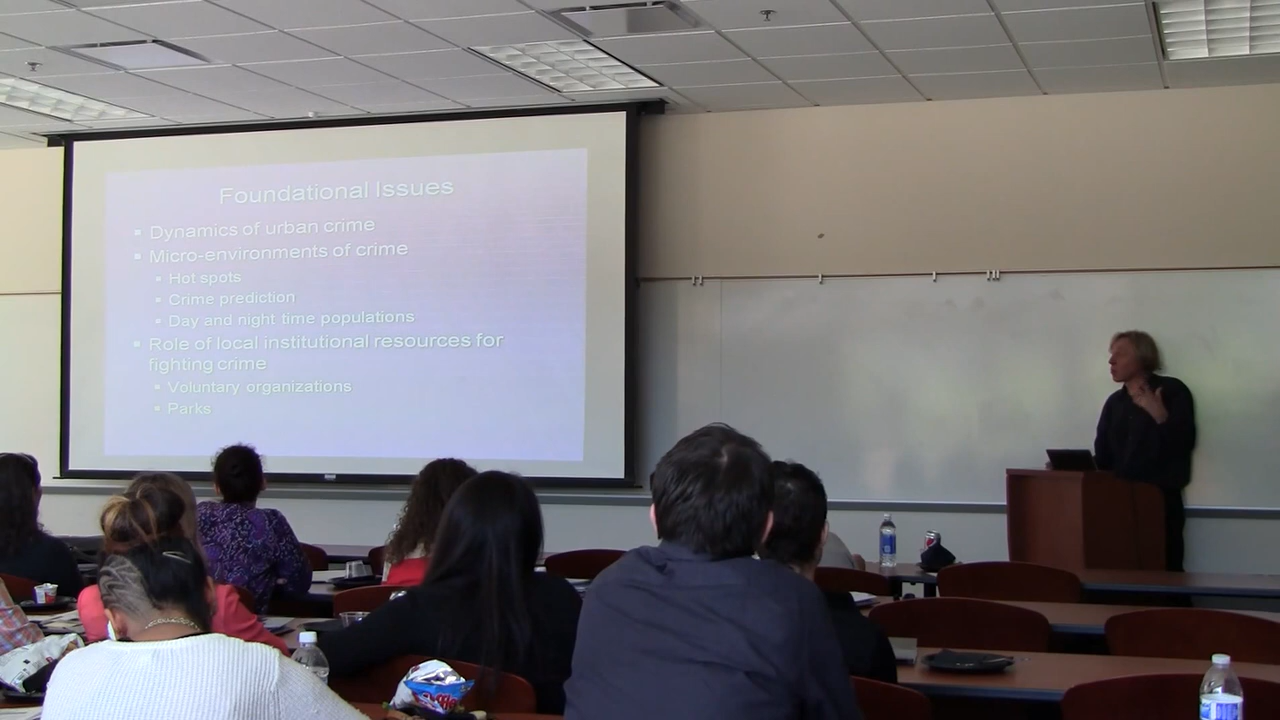 Foundational Issues
▪ Dynamics of urban crime
▪ Micro-environments of crime
▪ Hot spots
▪ Crime prediction
▪ Day and night time populations
▪ Role of local institutional resources for
fighting crime
▪ Voluntary organizations
▪ Parks